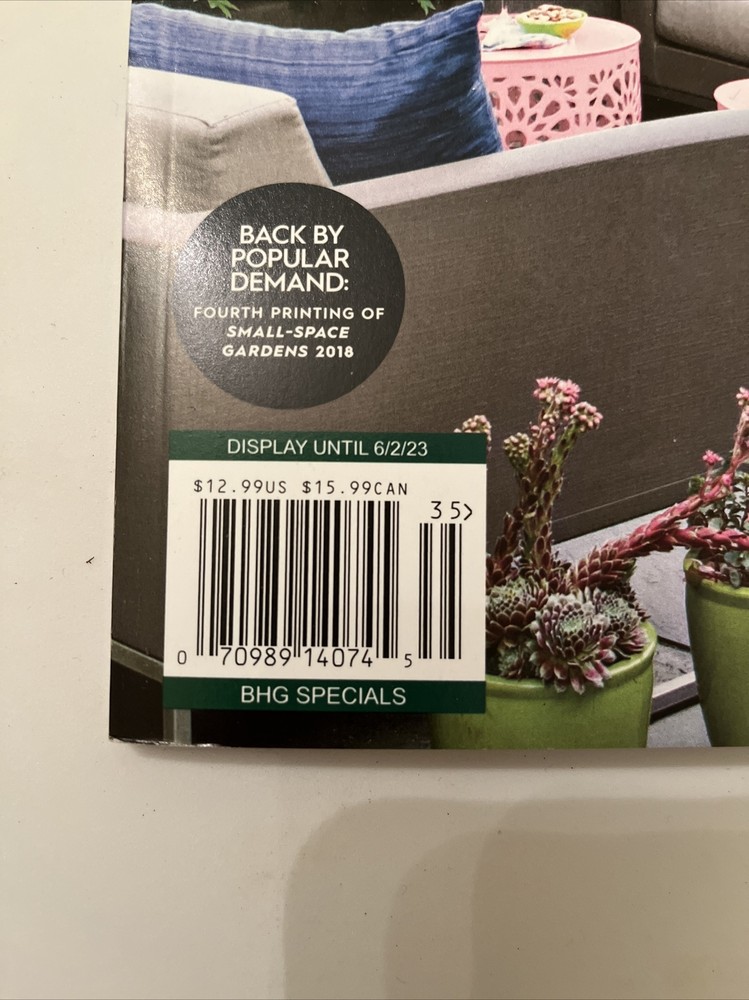 BACK BY
POPULAR
DEMAND:
FOURTH PRINTING OF
SMALL-SPACE
GARDENS 2018
DISPLAY UNTIL 6/2/23
$12.99US $15.99CAN
35>
0 70989 14074 5
BHG SPECIALS